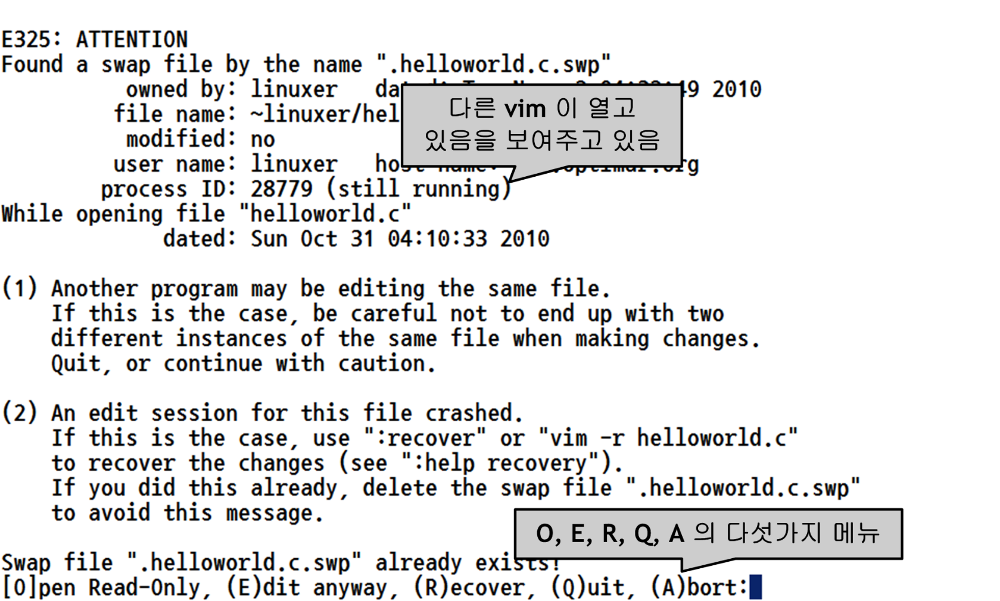 E325: ATTENTION
Found a swap file by the name ".helloworld.c.swp"
owned by: linuxer 49 2010
file name: ~linuxer/hel
다른 vim 이 열고
있음을 보여주고 있음
modified: no
user name: linuxer
process ID: 28779 (still running)
While opening file "helloworld.c"
dated: Sun Oct 31 04:10:33 2010
(1) Another program may be editing the same file.
If this is the case, be careful not to end up with two
different instances of the same file when making changes.
Quit, or continue with caution.
(2) An edit session for this file crashed.
If this is the case, use ":recover" or "vim -r helloworld.c"
to recover the changes (see ":help recovery").
If you did this already, delete the swap file ".helloworld.c.swp"
to avoid this message.
O, E, R, Q, A 의 다섯가지 메뉴
Swap file ".helloworld.c.swp" already exists!
[O]pen Read-Only, (E)dit anyway, (R)ecover, (Q)uit, (A)bort: